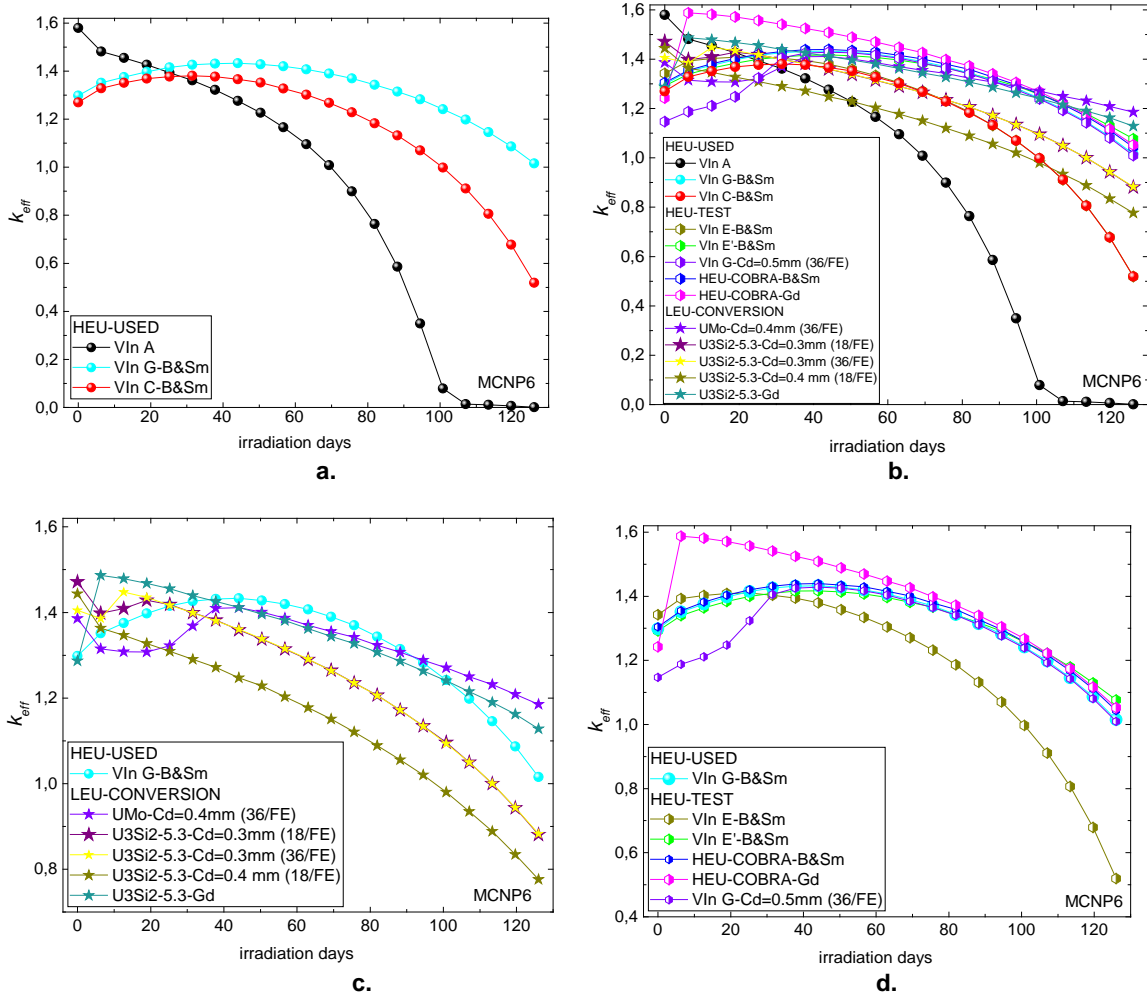 1,6
1,4
1,2
1,0
0,8
0,6
0,4
0,2
0,0
k_eff
HEU-USED
VIn A
VIn G-B&Sm
VIn C-B&Sm
MCNP6
0 20 40 60 80 100 120
irradiation days
a.
1,6
1,4
1,2
1,0
0,8
0,6
0,4
0,2
0,0
k_eff
HEU-USED
VIn A
VIn G-B&Sm
VIn C-B&Sm
HEU-TEST
VIn E-B&Sm
VIn E'-B&Sm
VIn G-Cd=0.5mm (36/FE)
HEU-COBRA-B&Sm
HEU-COBRA-Gd
LEU-CONVERSION
UMo-Cd=0.4mm (36/FE)
U3Si2-5.3-Cd=0.3mm (18/FE)
U3Si2-5.3-Cd=0.3mm (36/FE)
U3Si2-5.3-Cd=0.4 mm (18/FE)
U3Si2-5.3-Gd
MCNP6
0 20 40 60 80 100 120
irradiation days
b.
1,6
1,4
1,2
1,0
0,8
k_eff
HEU-USED
VIn G-B&Sm
LEU-CONVERSION
UMo-Cd=0.4mm (36/FE)
U3Si2-5.3-Cd=0.3mm (18/FE)
U3Si2-5.3-Cd=0.3mm (36/FE)
U3Si2-5.3-Cd=0.4 mm (18/FE)
U3Si2-5.3-Gd
MCNP6
0 20 40 60 80 100 120
irradiation days
c.
1,6
1,4
1,2
1,0
0,8
0,6
0,4
k_eff
HEU-USED
VIn G-B&Sm
HEU-TEST
VIn E-B&Sm
VIn E'-B&Sm
HEU-COBRA-B&Sm
HEU-COBRA-Gd
VIn G-Cd=0.5mm (36/FE)
MCNP6
0 20 40 60 80 100 120
irradiation days
d.